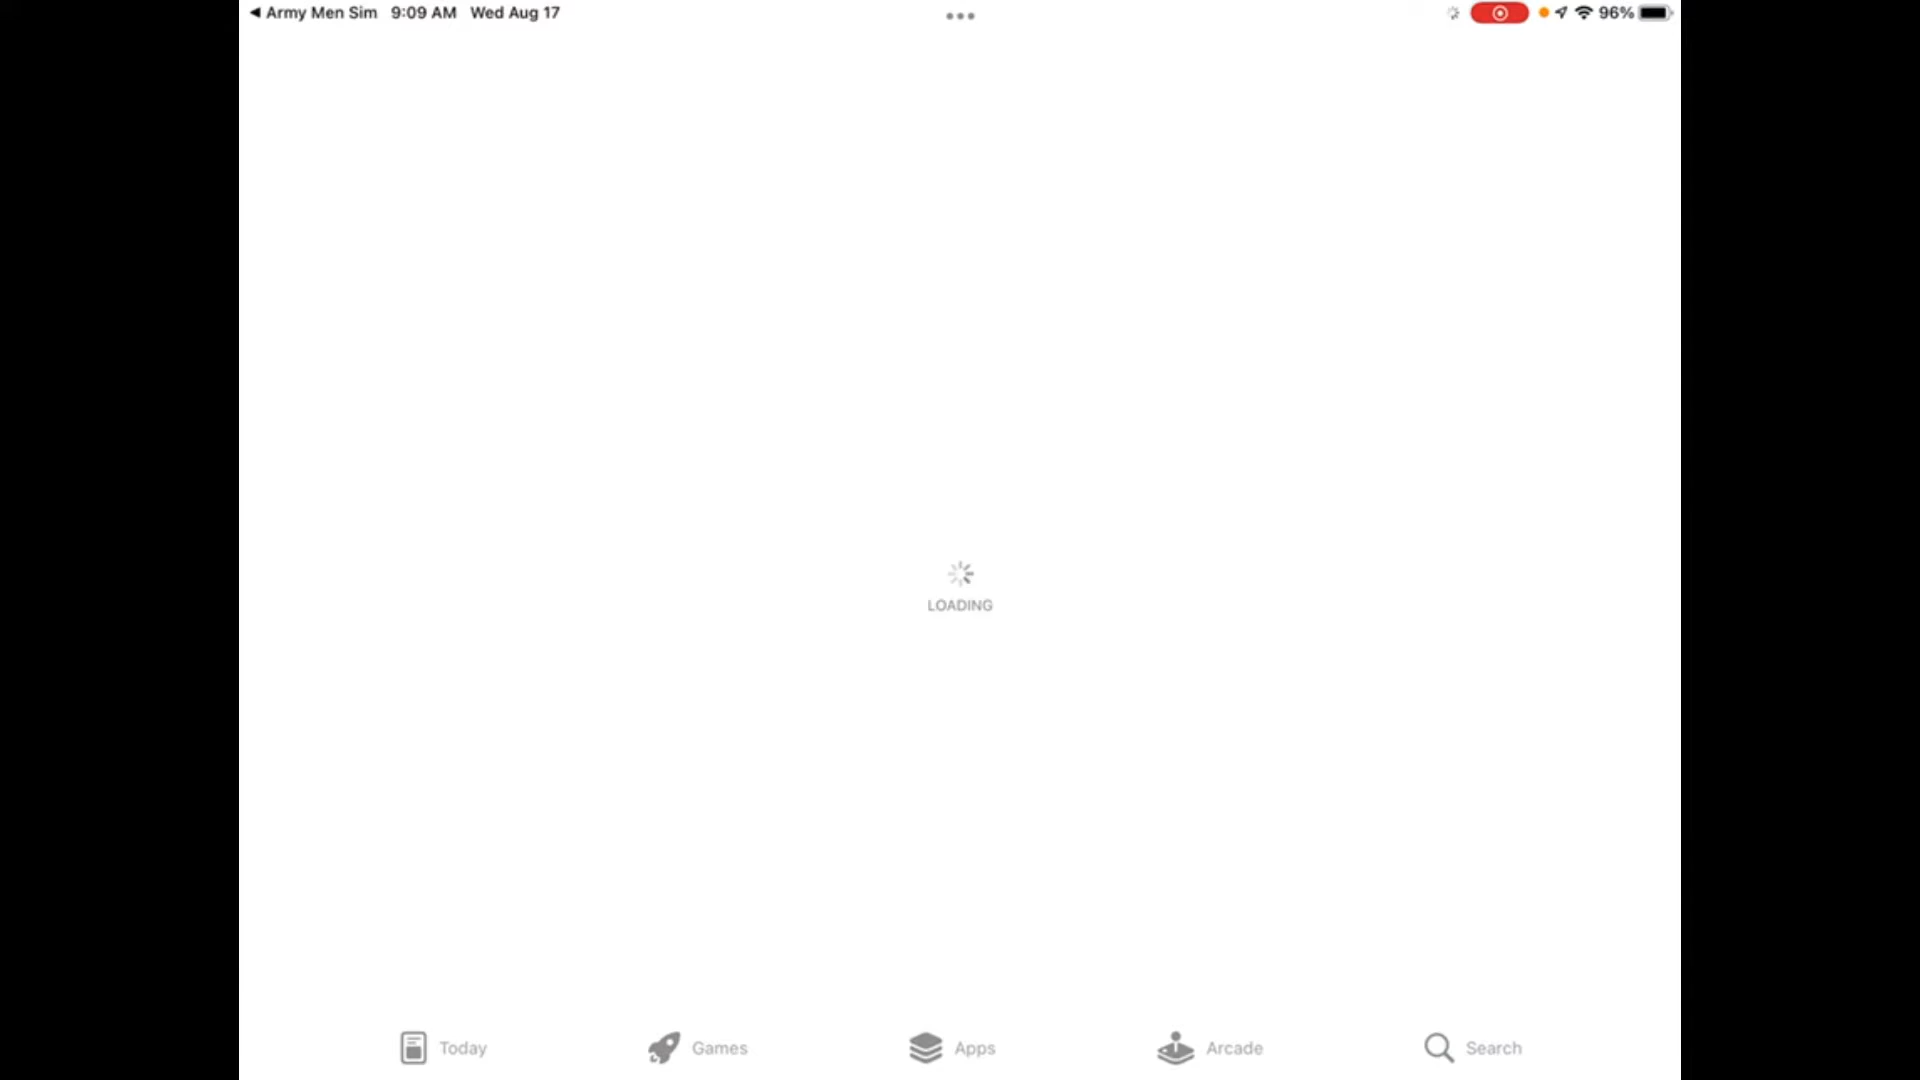 ◀ Army Men Sim 9:09 AM Wed Aug 17 96%
LOADING
Today Games Apps Arcade Search